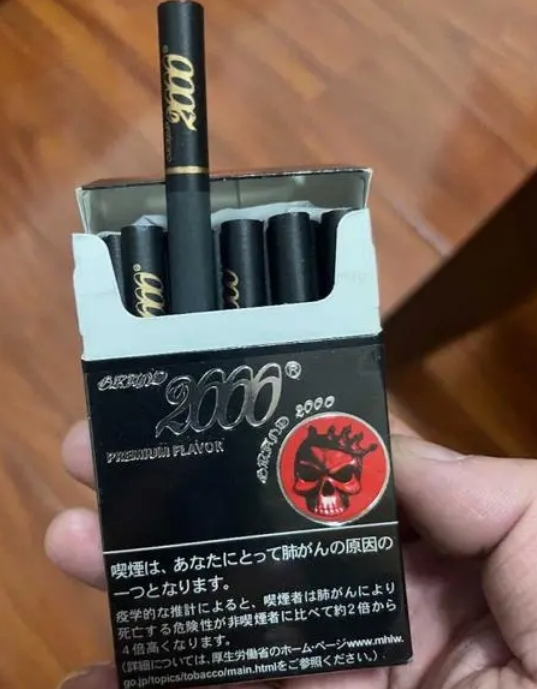 2000
GRAND 2000®
PREMIUM FLAVOR
GRAND 2000
喫煙は、あなたにとって肺がんの原因の
一つとなります。
疫学的な推計によると、喫煙者は肺がんにより
死亡する危険性が非喫煙者に比べて約2倍から
4倍高くなります。
(詳細については、厚生労働省のホーム・ページwww.mhlw.
go.jp/topics/tobacco/main.htmlをご参照ください。)